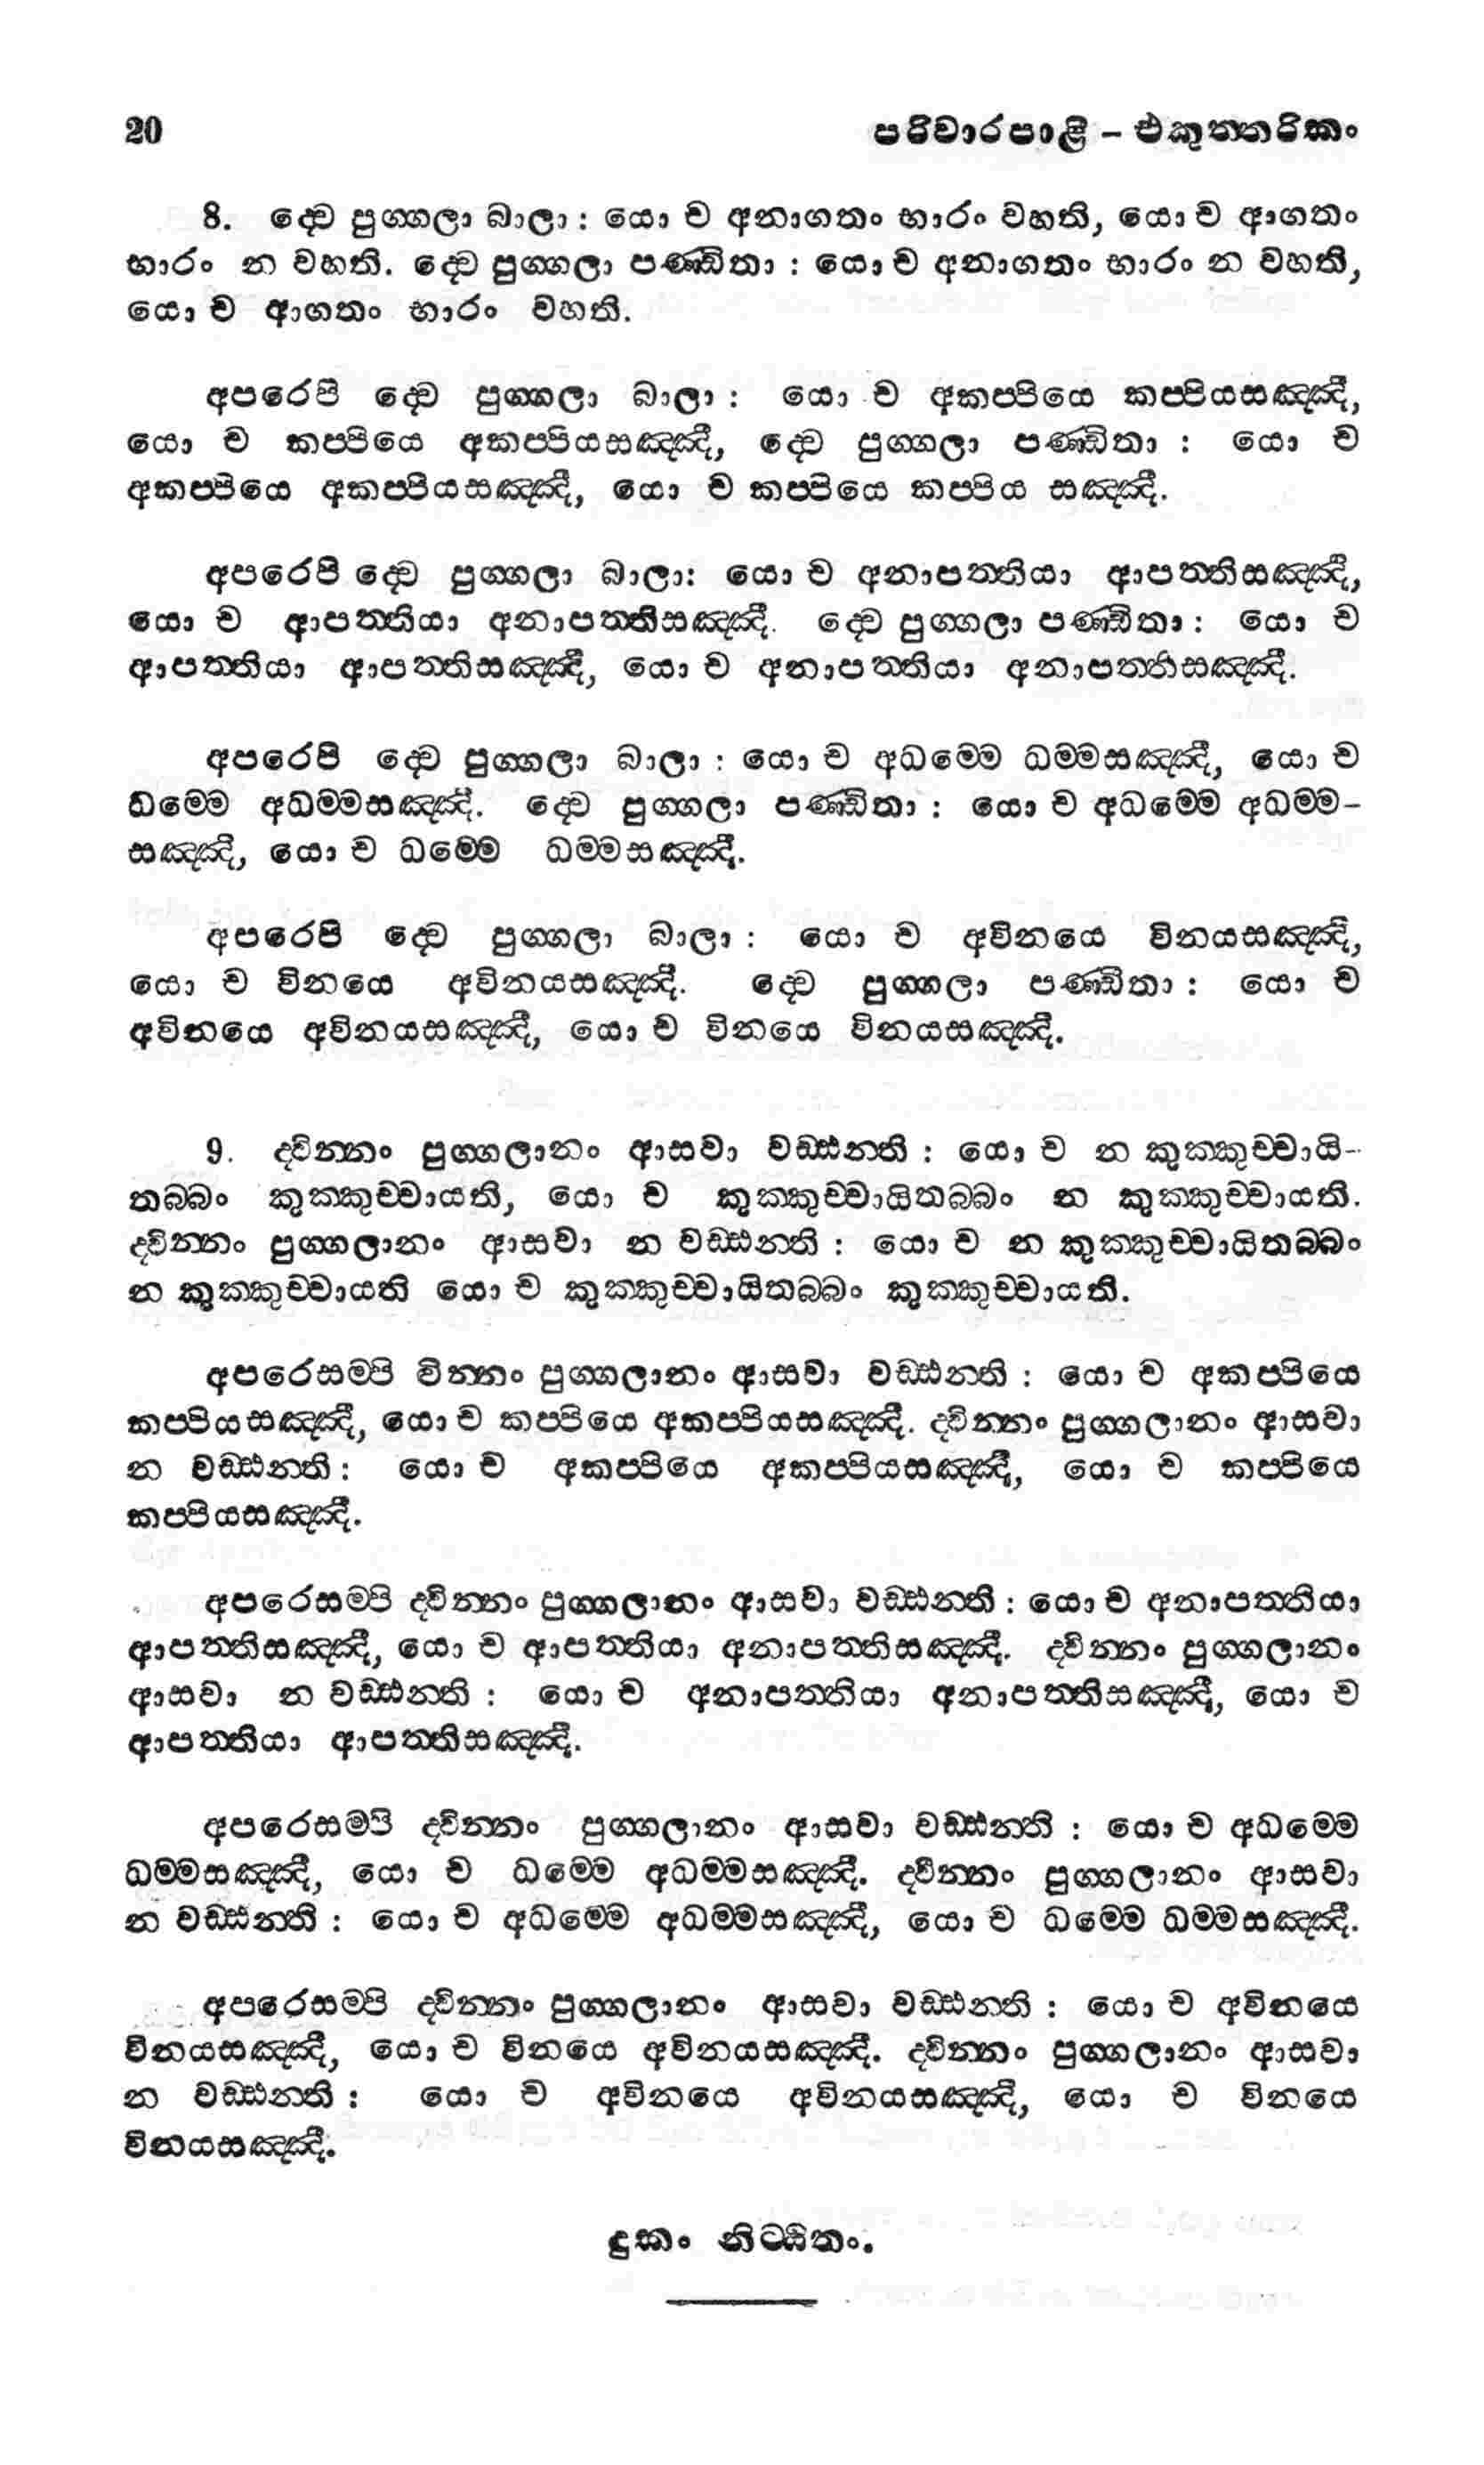 20 පරිවාරපාළි – එකුත්තරිකං
8. ද්වෙ පුග්ගලා බාලා : යො ච අනාගතං භාරං වහති, යො ච ආගතං
භාරං න වහති. ද්වෙ පුග්ගලා පණ්ඩිතා : යො ච අනාගතං භාරං න වහති,
යො ච ආගතං භාරං වහති.
අපරෙපි ද්වෙ පුග්ගලා බාලා : යො ච අකප්පියෙ කප්පියසඤ්ඤී,
යො ච කප්පියෙ අකප්පියසඤ්ඤී, ද්වෙ පුග්ගලා පණ්ඩිතා : යො ච
අකප්පියෙ අකප්පියසඤ්ඤී, යො ච කප්පියෙ කප්පිය සඤ්ඤී.
අපරෙපි ද්වෙ පුග්ගලා බාලා: යො ච අනාපත්තියා ආපත්තිසඤ්ඤී,
යො ච ආපත්තියා අනාපත්තිසඤ්ඤී. ද්වෙ පුග්ගලා පණ්ඩිතා : යො ච
ආපත්තියා ආපත්තිසඤ්ඤී, යො ච අනාපත්තියා අනාපත්තිසඤ්ඤී.
අපරෙපි ද්වෙ පුග්ගලා බාලා : යො ච අධම්මෙ ධම්මසඤ්ඤී, යො ච
ධම්මෙ අධම්මසඤ්ඤී. ද්වෙ පුග්ගලා පණ්ඩිතා : යො ච අධම්මෙ අධම්ම-
සඤ්ඤී, යො ච ධම්මෙ ධම්මසඤ්ඤී.
අපරෙපි ද්වෙ පුග්ගලා බාලා : යො ච අවිනයෙ විනයසඤ්ඤී,
යො ච විනයෙ අවිනයසඤ්ඤී. ද්වෙ පුග්ගලා පණ්ඩිතා : යො ච
අවිනයෙ අවිනයසඤ්ඤී, යො ච විනයෙ විනයසඤ්ඤී.
9. ද්වින්නං පුග්ගලානං ආසවා වඩ්ඪන්ති : යො ච න කුක්කුච්චායි-
තබ්බං කුක්කුච්චායති, යො ච කුක්කුච්චායිතබ්බං න කුක්කුච්චායති.
ද්වින්නං පුග්ගලානං ආසවා න වඩ්ඪන්ති : යො ච න කුක්කුච්චායිතබ්බං
න කුක්කුච්චායති යො ච කුක්කුච්චායිතබ්බං කුක්කුච්චායති.
අපරෙසම්පි වින්නං පුග්ගලානං ආසවා වඩ්ඪන්ති : යො ච අකප්පියෙ
කප්පියසඤ්ඤී, යො ච කප්පියෙ අකප්පියසඤ්ඤී. ද්වින්නං පුග්ගලානං ආසවා
න වඩ්ඪන්ති : යො ච අකප්පියෙ අකප්පියසඤ්ඤී, යො ච කප්පියෙ
කප්පියසඤ්ඤී.
අපරෙසම්පි ද්වින්නං පුග්ගලානං ආසවා වඩ්ඪන්ති : යො ච අනාපත්තියා
ආපත්තිසඤ්ඤී, යො ච ආපත්තියා අනාපත්තිසඤ්ඤී. ද්වින්නං පුග්ගලානං
ආසවා න වඩ්ඪන්ති : යො ච අනාපත්තියා අනාපත්තිසඤ්ඤී, යො ච
ආපත්තියා ආපත්තිසඤ්ඤී.
අපරෙසම්පි ද්වින්නං පුග්ගලානං ආසවා වඩ්ඪන්ති : යො ච අධම්මෙ
ධම්මසඤ්ඤී, යො ච ධම්මෙ අධම්මසඤ්ඤී. ද්වින්නං පුග්ගලානං ආසවා
න වඩ්ඪන්ති : යො ච අධම්මෙ අධම්මසඤ්ඤී, යො ච ධම්මෙ ධම්මසඤ්ඤී.
අපරෙසම්පි ද්වින්නං පුග්ගලානං ආසවා වඩ්ඪන්ති : යො ච අවිනයෙ
විනයසඤ්ඤී, යො ච විනයෙ අවිනයසඤ්ඤී. ද්වින්නං පුග්ගලානං ආසවා
න වඩ්ඪන්ති : යො ච අවිනයෙ අවිනයසඤ්ඤී, යො ච විනයෙ
විනයසඤ්ඤී.
දුකං නිට්ඨිතං.